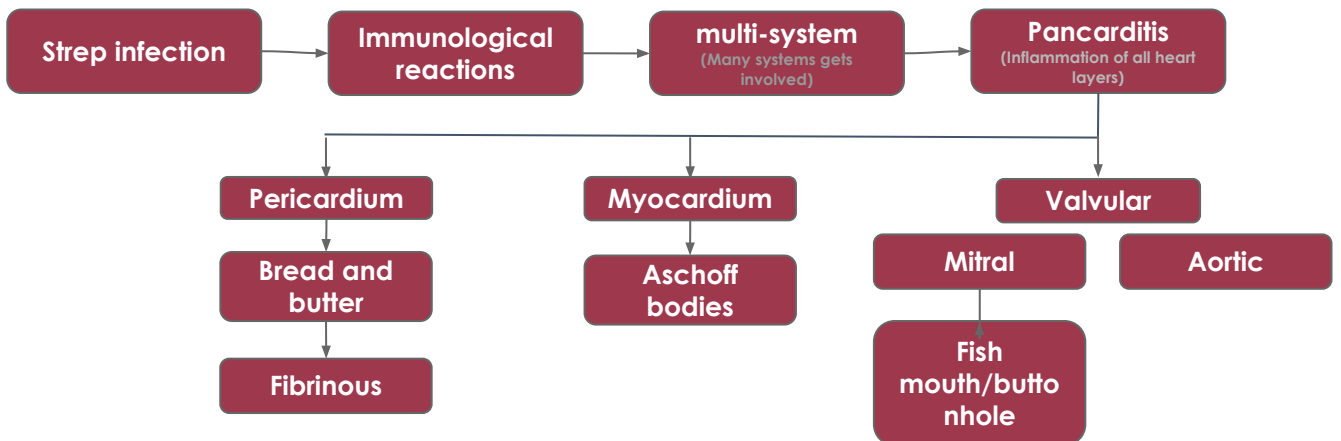 Strep infection
Immunological
reactions
multi-system
(Many systems gets
involved)
Pancarditis
(Inflammation of all heart
layers)
Pericardium
Myocardium
Valvular
Bread and
butter
Aschoff
bodies
Mitral
Aortic
Fibrinous
Fish
mouth/butto
nhole